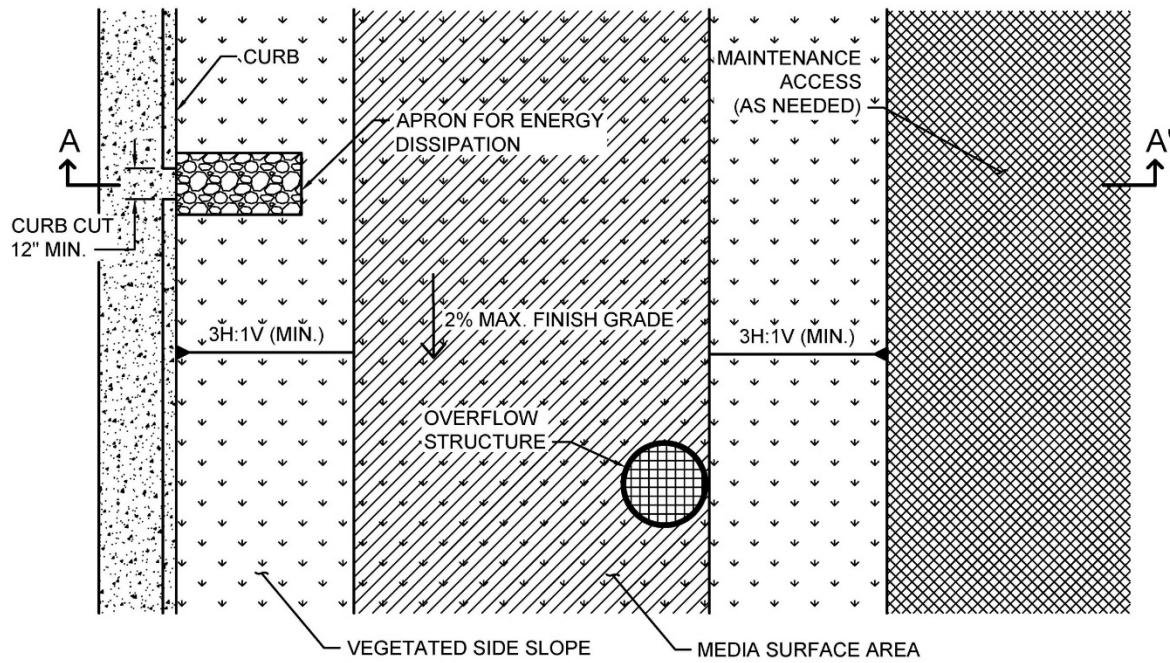 CURB
MAINTENANCE
ACCESS
(AS NEEDED)
APRON FOR ENERGY
DISSIPATION
A
A'
CURB CUT
12" MIN.
2% MAX. FINISH GRADE
3H:1V (MIN.)
3H:1V (MIN.)
OVERFLOW
STRUCTURE
VEGETATED SIDE SLOPE
MEDIA SURFACE AREA